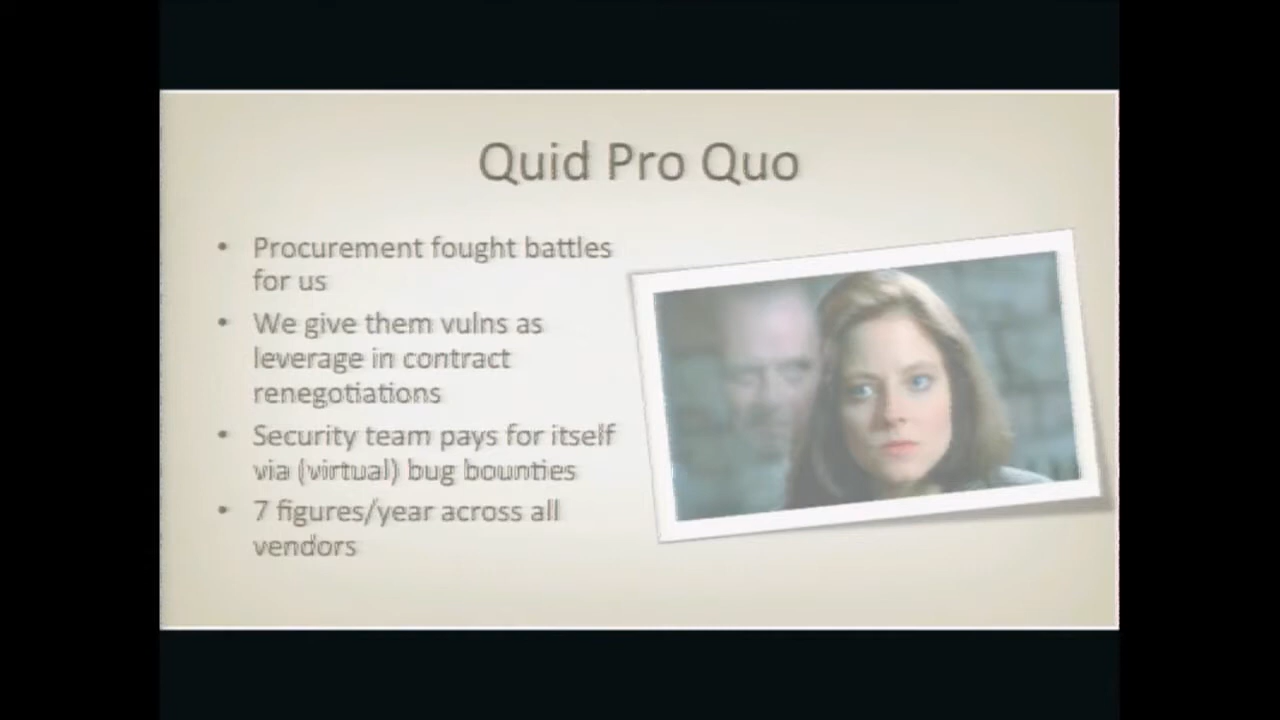 Quid Pro Quo
• Procurement fought battles
for us
• We give them vulns as
leverage in contract
renegotiations
• Security team pays for itself
via (virtual) bug bounties
• 7 figures/year across all
vendors